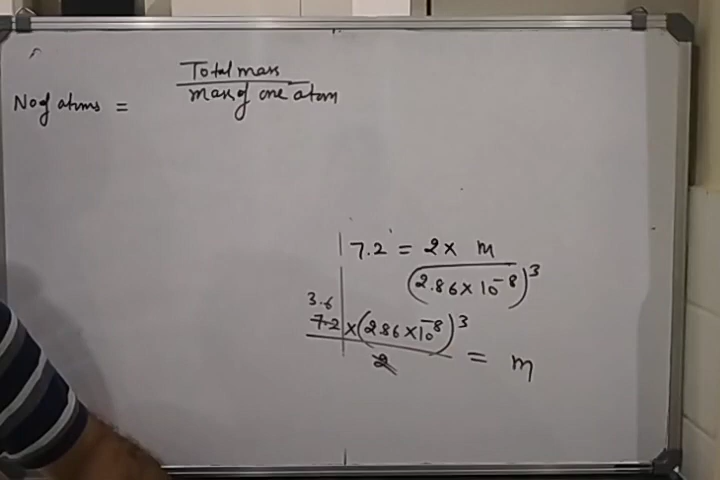 Total mass
No of atoms =
mass of one atom
7.2 = 2 × m
(2.86 × 10⁻⁸)³
3.6
7.2 × (2.86 × 10⁻⁸)³
2
= m